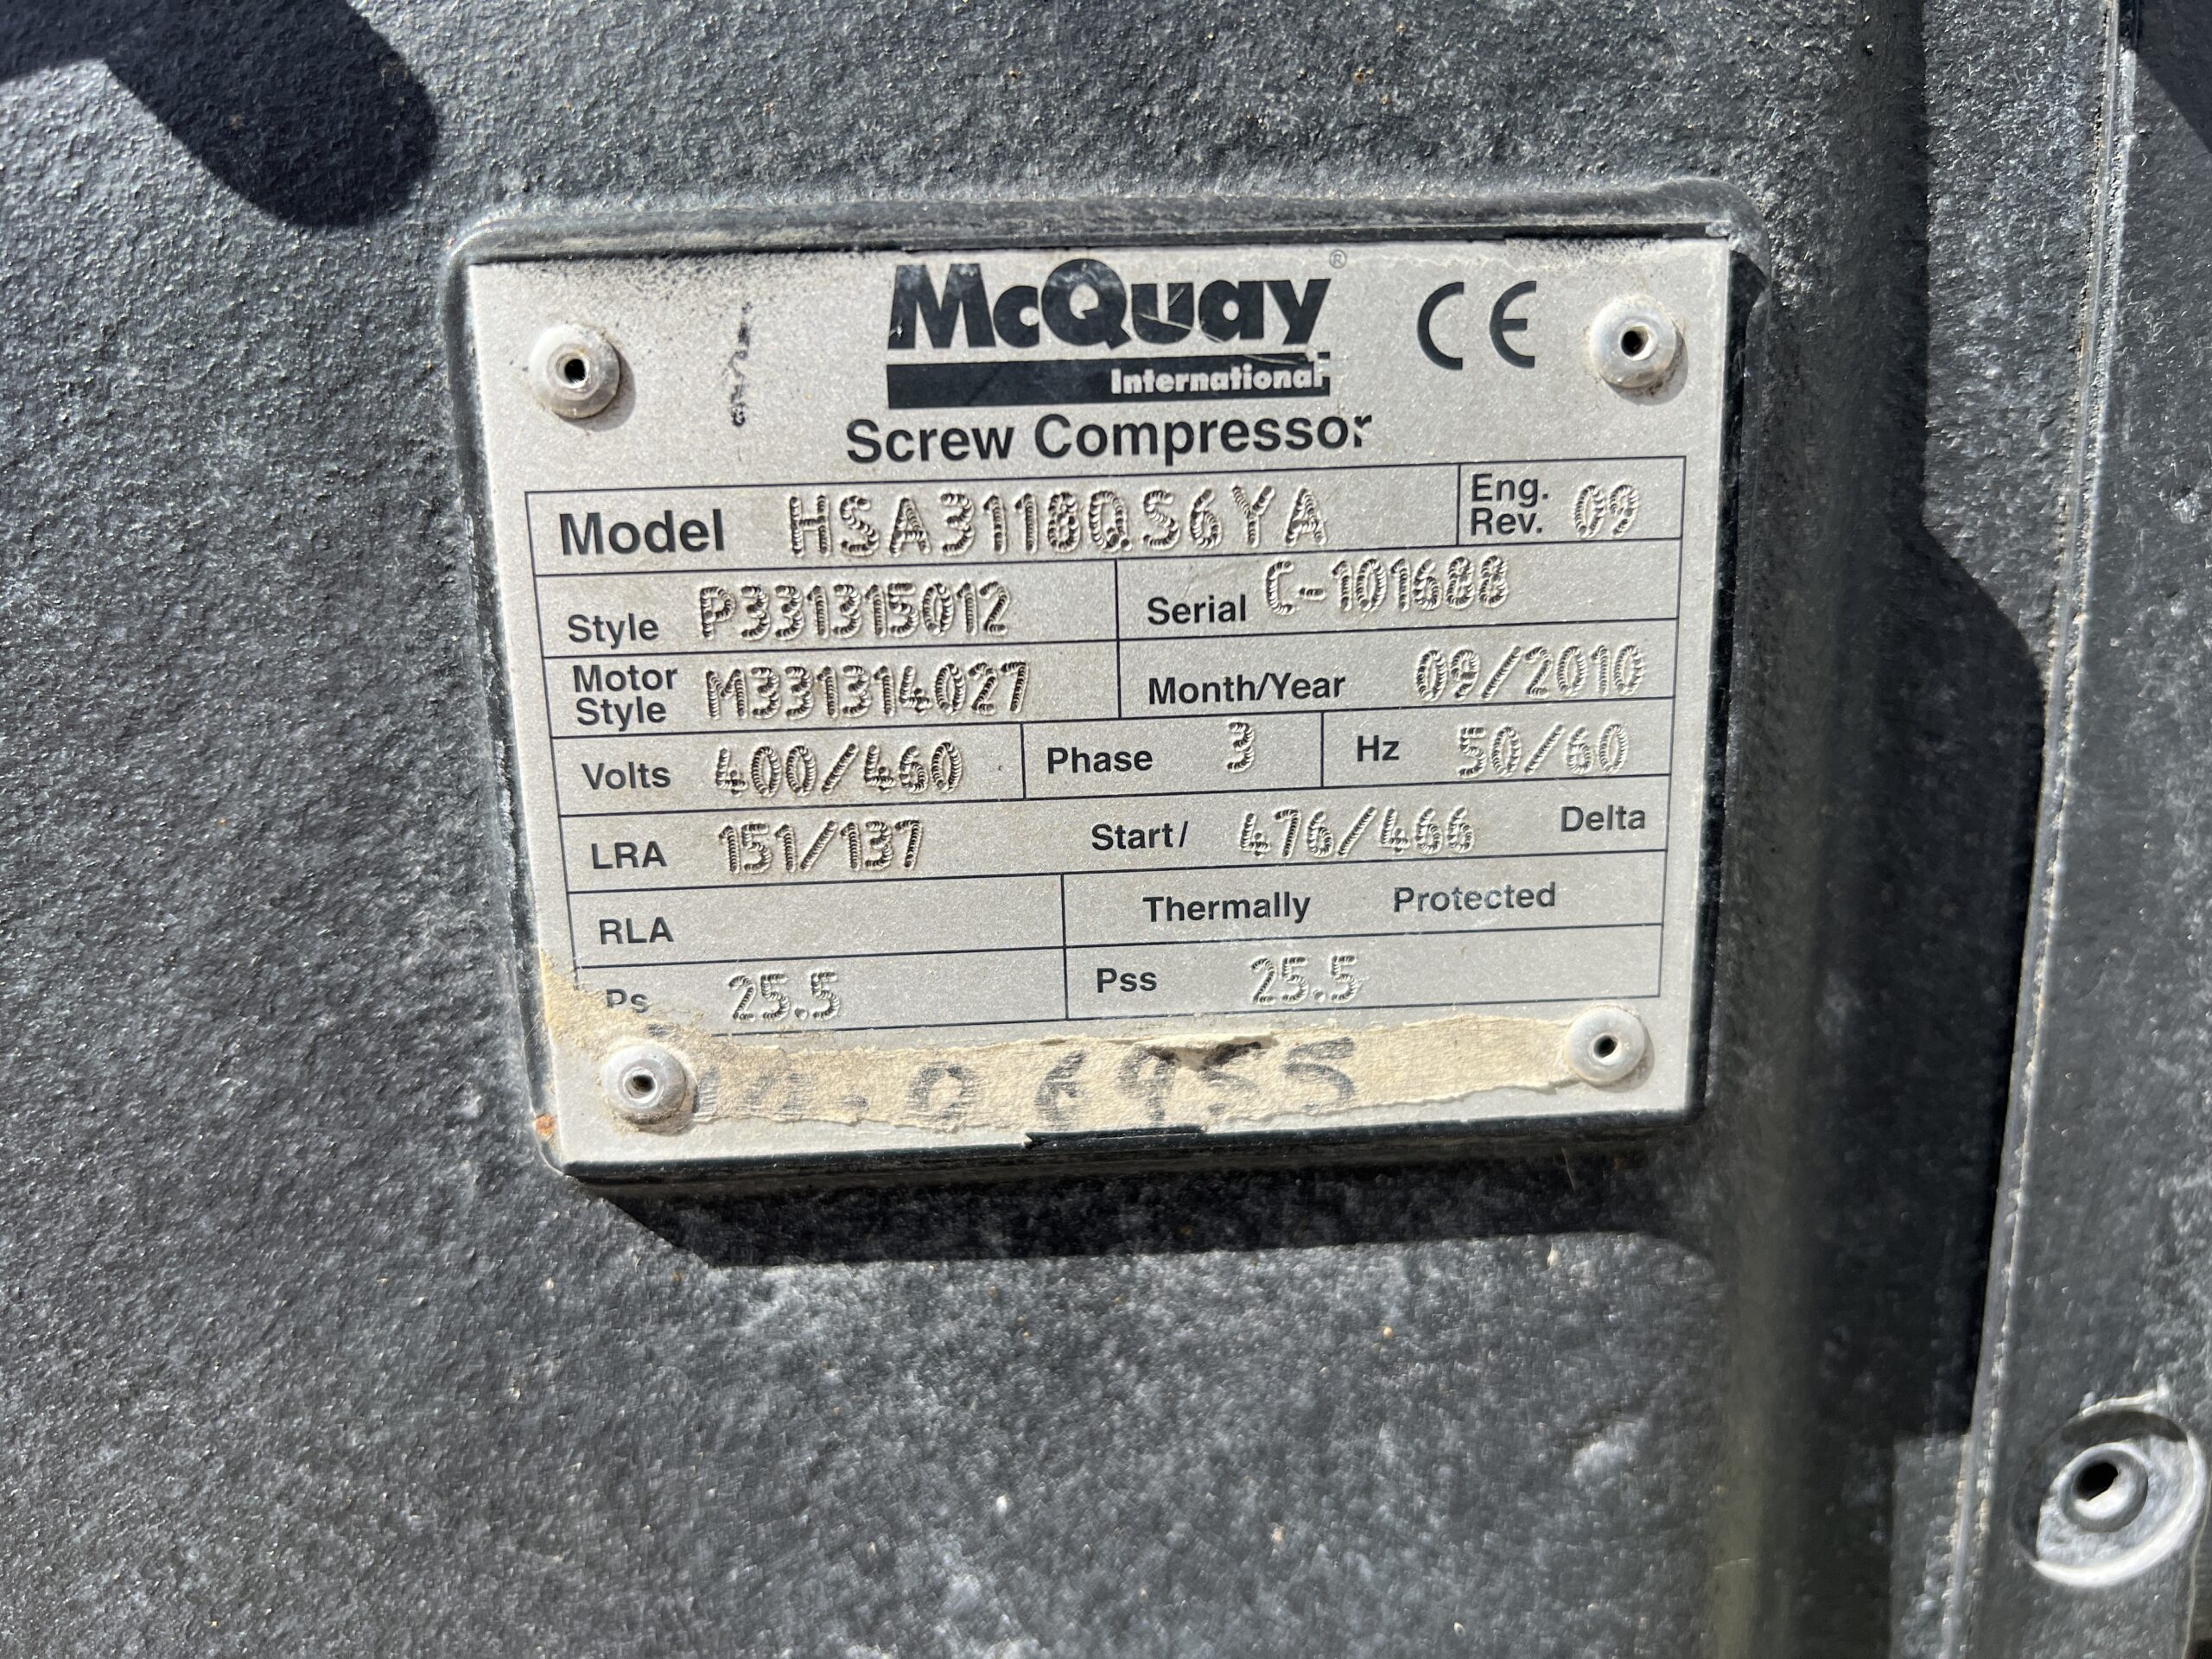 McQuay® CE
International
Screw Compressor
Model HSA3118QS6YA Eng. Rev. 09
Style P331315012 Serial C-101688
Motor Style M331314027 Month/Year 09/2010
Volts 400/460 Phase 3 Hz 50/60
LRA 151/137 Start/ 476/466 Delta
RLA Thermally Protected
Ps 25.5 Pss 25.5